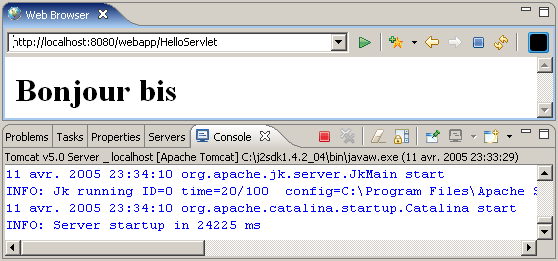 Web Browser
http://localhost:8080/webapp/HelloServlet
Bonjour bis
Problems Tasks Properties Servers Console
Tomcat v5.0 Server _ localhost [Apache Tomcat] C:\j2sdk1.4.2_04\bin\javaw.exe (11 avr. 2005 23:33:29)
11 avr. 2005 23:34:10 org.apache.jk.server.JkMain start
INFO: Jk running ID=0 time=20/100 config=C:\Program Files\Apache S
11 avr. 2005 23:34:10 org.apache.catalina.startup.Catalina start
INFO: Server startup in 24225 ms